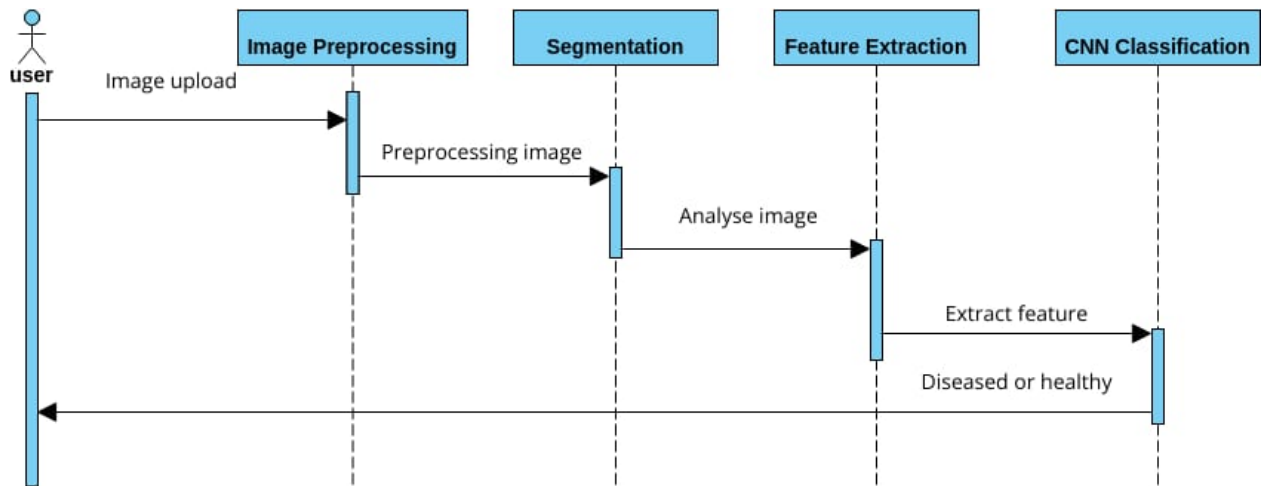 user
Image Preprocessing
Segmentation
Feature Extraction
CNN Classification
Image upload
Preprocessing image
Analyse image
Extract feature
Diseased or healthy